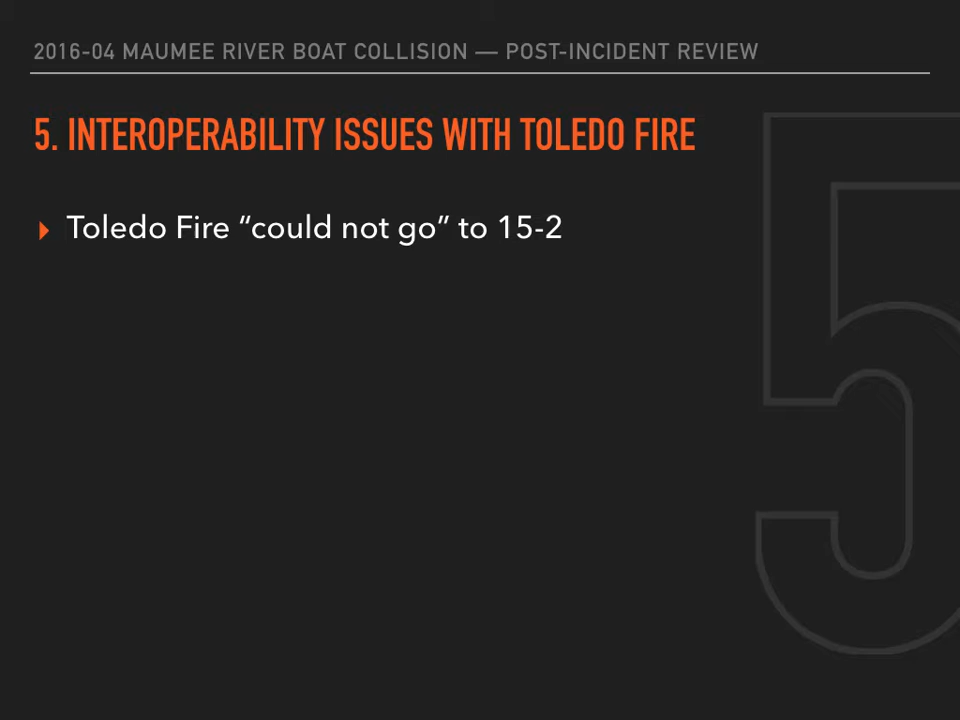 2016-04 MAUMEE RIVER BOAT COLLISION — POST-INCIDENT REVIEW
5. INTEROPERABILITY ISSUES WITH TOLEDO FIRE
▸ Toledo Fire “could not go” to 15-2
5